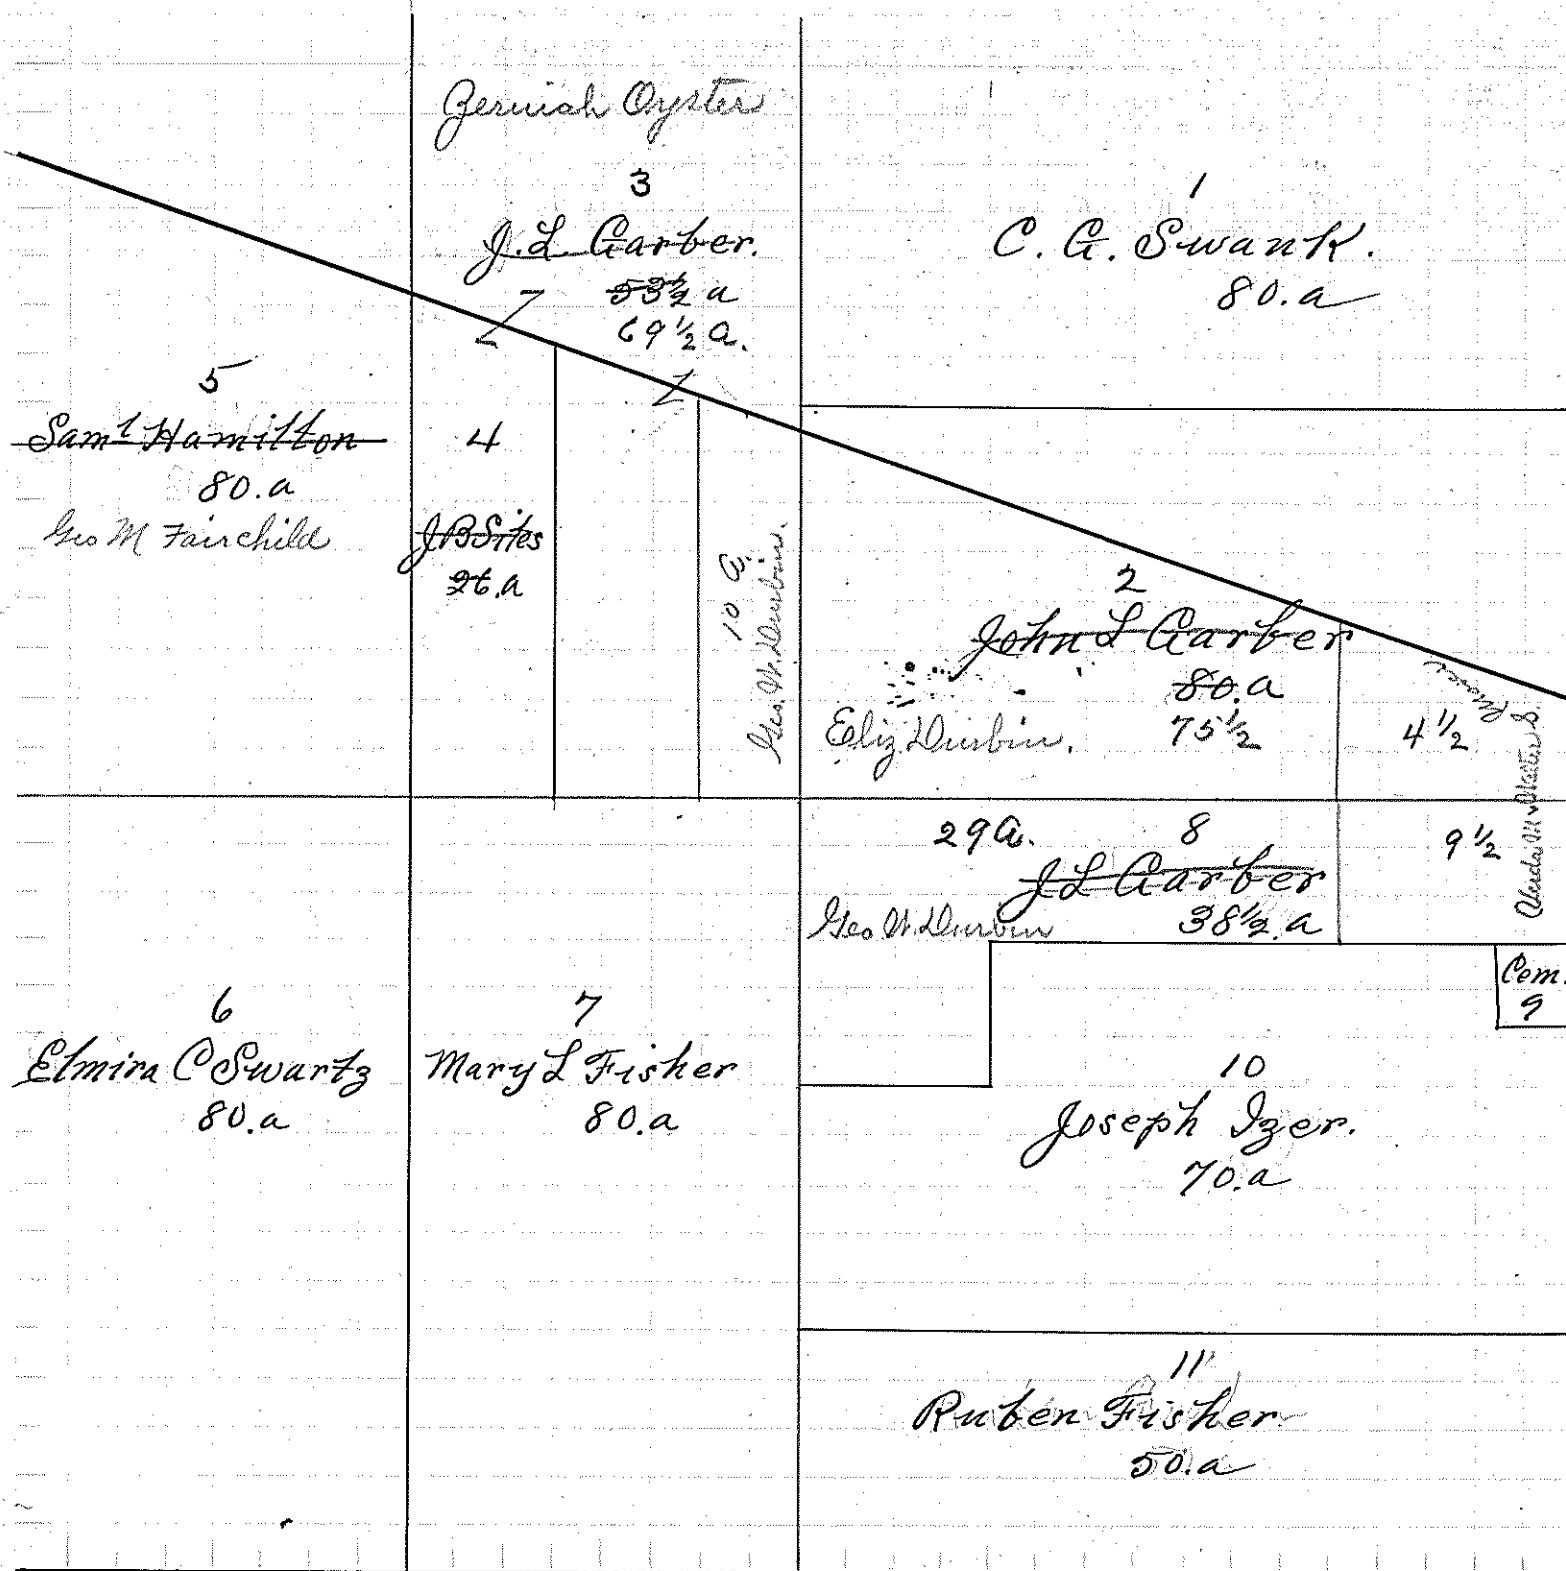 Zeruiah Oyster
3
J. L. Garber.
53½ a
69½ a.
1
C. G. Swank.
80. a
5
Saml Hamilton
80. a
Geo M Fairchild
4
J B Sites
26. a
10 a.
Geo. W. Durbin.
2
John L Garber
80. a
Eliz Durbin. 75½
4½
29 a. 8
J L Garber
Geo W. Durbin 38½. a
9½
Cem.
9
6
Elmira C Swartz
80. a
7
Mary L Fisher
80. a
10
Joseph Izer.
70. a
11
Ruben Fisher
50. a